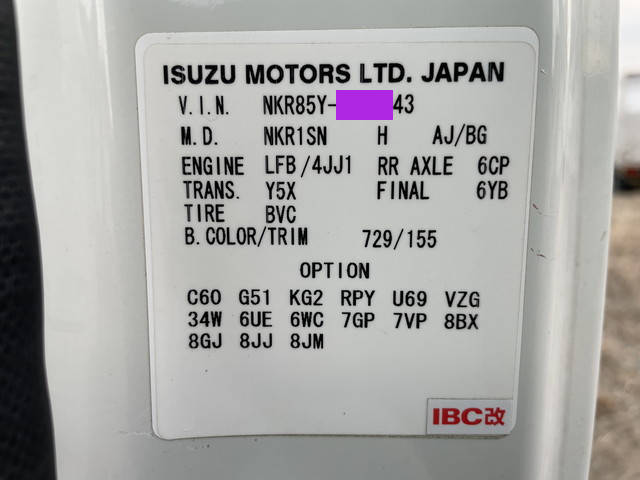 ISUZU MOTORS LTD. JAPAN
V.I.N. NKR85Y- 43
M.D. NKR1SN H AJ/BG
ENGINE LFB/4JJ1 RR AXLE 6CP
TRANS. Y5X FINAL 6YB
TIRE BVC
B.COLOR/TRIM 729/155
OPTION
C60 G51 KG2 RPY U69 VZG
34W 6UE 6WC 7GP 7VP 8BX
8GJ 8JJ 8JM
IBC改